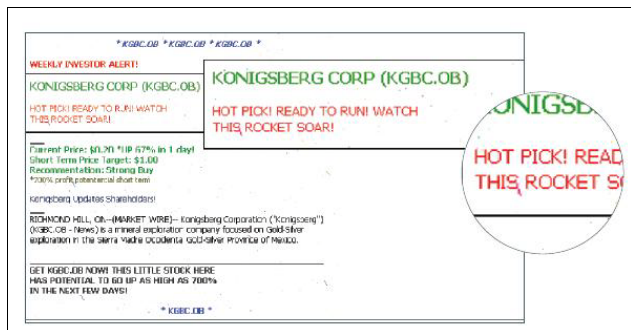 * KGBC.OB * KGBC.OB * KGBC.OB *
WEEKLY INVESTOR ALERT!
KONIGSBERG CORP (KGBC.OB)
HOT PICK! READY TO RUN! WATCH
THIS ROCKET SOAR!
KONIGSBERG CORP (KGBC.OB)
HOT PICK! READY TO RUN! WATCH
THIS ROCKET SOAR!
ONIGSB
HOT PICK! READ
THIS ROCKET SO
Current Price: $0.20 *UP 67% in 1 day!
Short Term Price Target: $1.00
Recommentation: Strong Buy
*700% profit short term
Konigsberg Updates Shareholders!
RICHMOND HILL, ON--(MARKET WIRE)-- Konigsberg Corporation ("Konigsberg")
(KGBC.OB - News) is a mineral exploration company focused on Gold-Silver
exploration in the Sierra Madre Occidental Gold-Silver Province of Mexico.
GET KGBC.OB NOW! THIS LITTLE STOCK HERE
HAS POTENTIAL TO GO UP AS HIGH AS 700%
IN THE NEXT FEW DAYS!
* KGBC.OB *